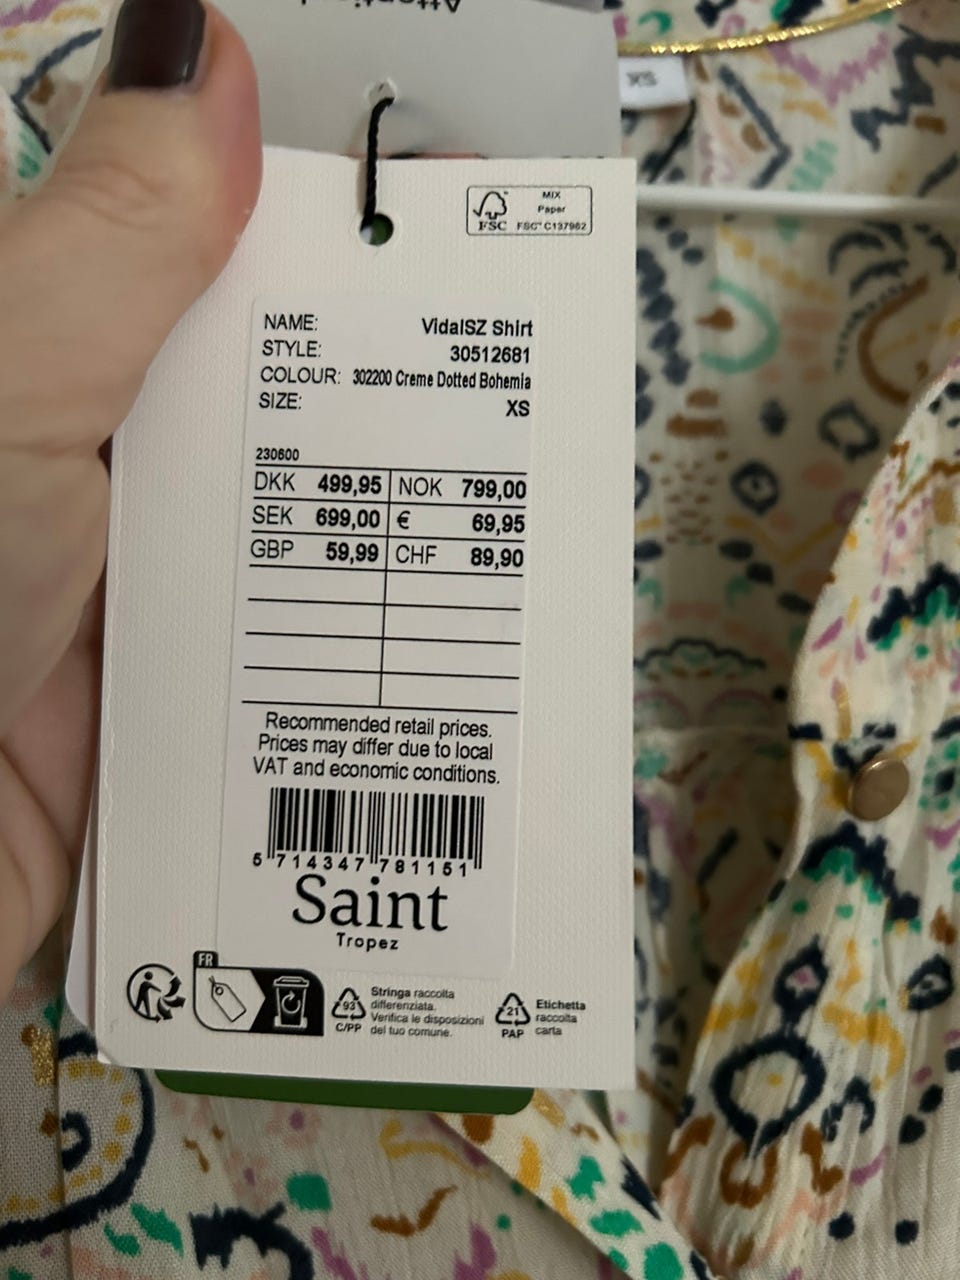 Attention
XS
MIX
Paper
FSC FSC™ C137962
NAME: VidalSZ Shirt
STYLE: 30512681
COLOUR: 302200 Creme Dotted Bohemia
SIZE: XS
230600
DKK 499,95 NOK 799,00
SEK 699,00 € 69,95
GBP 59,99 CHF 89,90
Recommended retail prices.
Prices may differ due to local
VAT and economic conditions.
5 714347 781151
Saint
Tropez
FR
93
C/PP
Stringa raccolta
differenziata.
Verifica le disposizioni
del tuo comune.
21
PAP
Etichetta
raccolta
carta